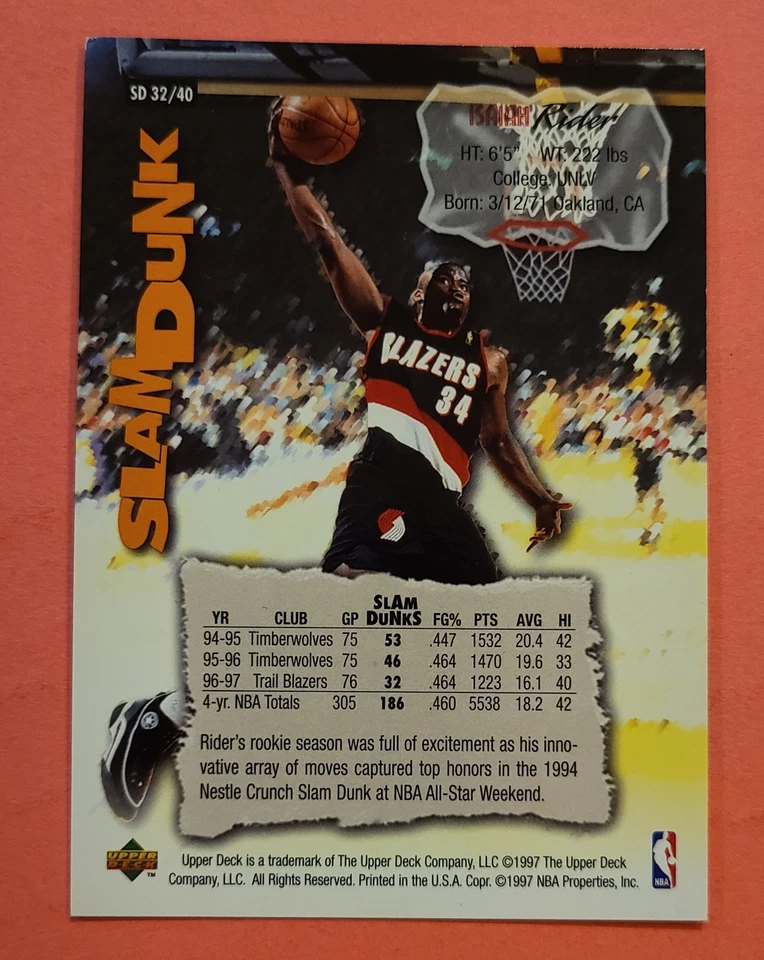 SD 32/40
SLAM DUNK
ISAIAH Rider
HT: 6'5" WT: 222 lbs
College: UNLV
Born: 3/12/71 Oakland, CA
BLAZERS
34
YR CLUB GP SLAM DUNKS FG% PTS AVG HI
94-95 Timberwolves 75 53 .447 1532 20.4 42
95-96 Timberwolves 75 46 .464 1470 19.6 33
96-97 Trail Blazers 76 32 .464 1223 16.1 40
4-yr. NBA Totals 305 186 .460 5538 18.2 42
Rider's rookie season was full of excitement as his inno-
vative array of moves captured top honors in the 1994
Nestle Crunch Slam Dunk at NBA All-Star Weekend.
UPPER DECK TM
Upper Deck is a trademark of The Upper Deck Company, LLC ©1997 The Upper Deck
Company, LLC. All Rights Reserved. Printed in the U.S.A. Copr. ©1997 NBA Properties, Inc.
NBA